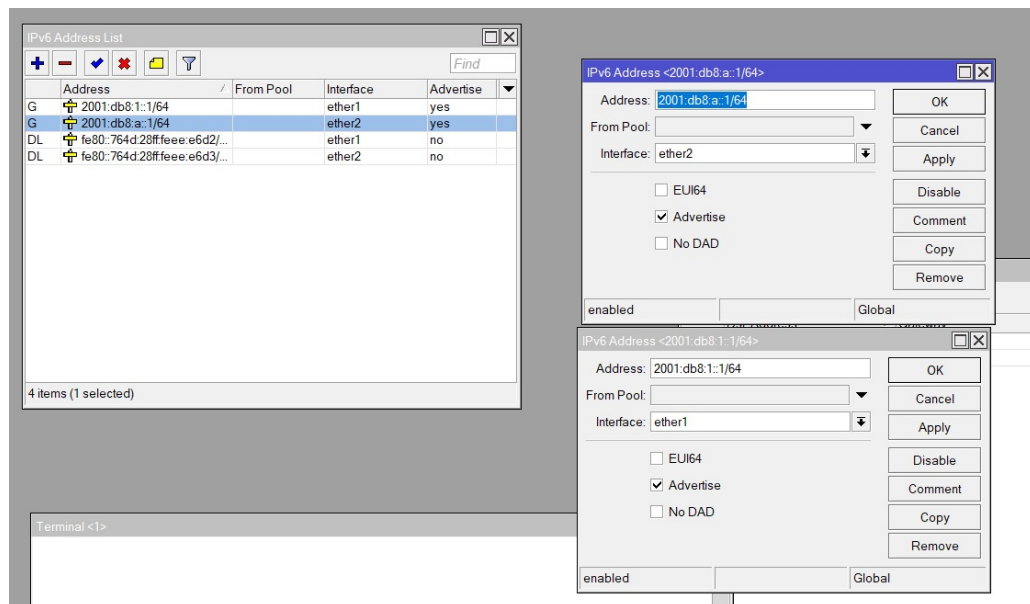 IPv6 Address List
Find
Address From Pool Interface Advertise
G 2001:db8:1::1/64 ether1 yes
G 2001:db8:a::1/64 ether2 yes
DL fe80::764d:28ff:feee:e6d2/... ether1 no
DL fe80::764d:28ff:feee:e6d3/... ether2 no
4 items (1 selected)
IPv6 Address <2001:db8:a::1/64>
Address: 2001:db8:a::1/64
OK
From Pool:
Cancel
Interface: ether2
Apply
EUI64
Disable
Advertise
Comment
No DAD
Copy
Remove
enabled Global
IPv6 Address <2001:db8:1::1/64>
Address: 2001:db8:1::1/64
OK
From Pool:
Cancel
Interface: ether1
Apply
EUI64
Disable
Advertise
Comment
No DAD
Copy
Remove
enabled Global
Terminal <1>